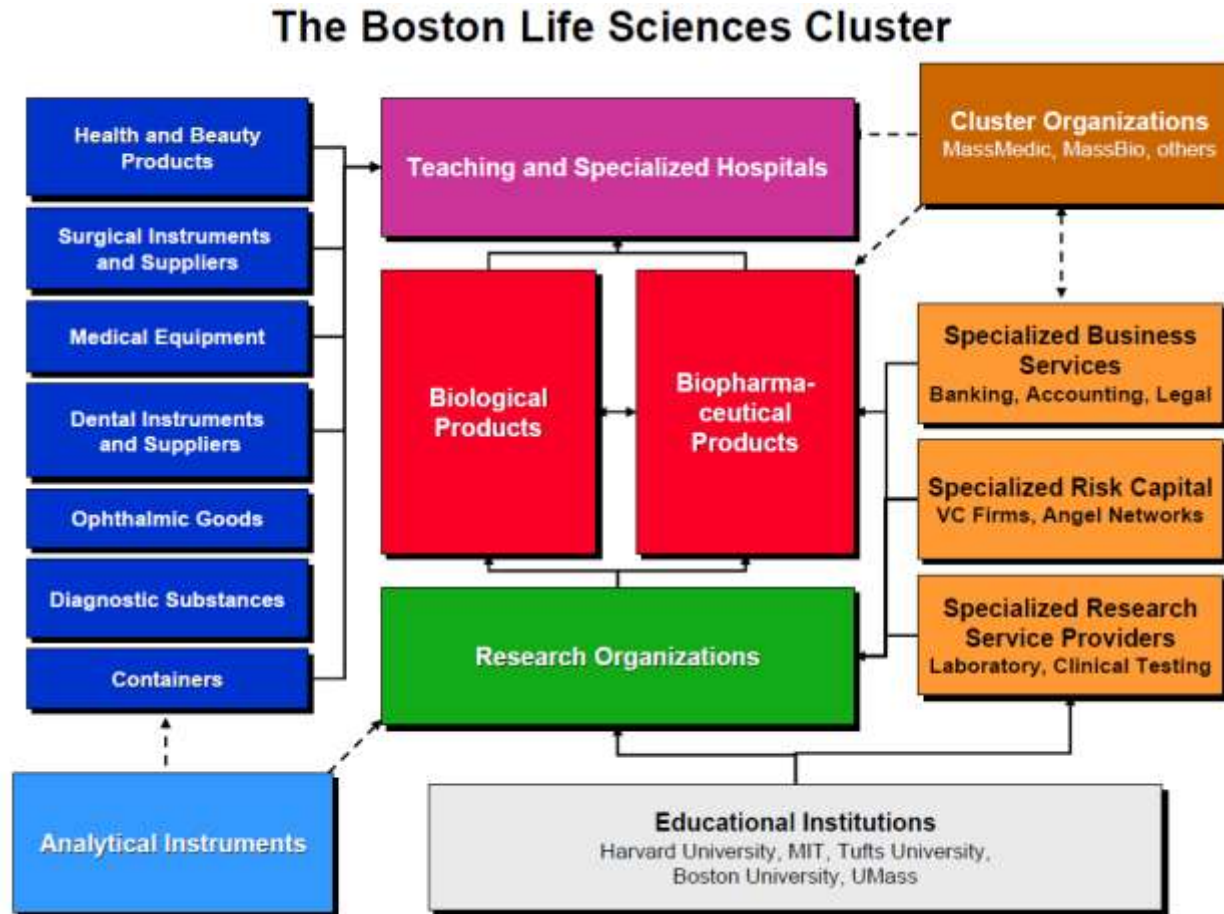 The Boston Life Sciences Cluster
Health and Beauty
Products
Surgical Instruments
and Suppliers
Medical Equipment
Dental Instruments
and Suppliers
Ophthalmic Goods
Diagnostic Substances
Containers
Analytical Instruments
Teaching and Specialized Hospitals
Biological
Products
Biopharma-
ceutical
Products
Research Organizations
Educational Institutions
Harvard University, MIT, Tufts University,
Boston University, UMass
Cluster Organizations
MassMedic, MassBio, others
Specialized Business
Services
Banking, Accounting, Legal
Specialized Risk Capital
VC Firms, Angel Networks
Specialized Research
Service Providers
Laboratory, Clinical Testing